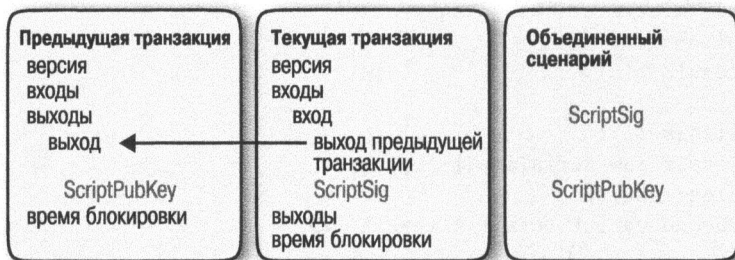 Предыдущая транзакция
версия
входы
выходы
выход
ScriptPubKey
время блокировки
Текущая транзакция
версия
входы
вход
выход предыдущей
транзакции
ScriptSig
выходы
время блокировки
Объединенный
сценарий
ScriptSig
ScriptPubKey